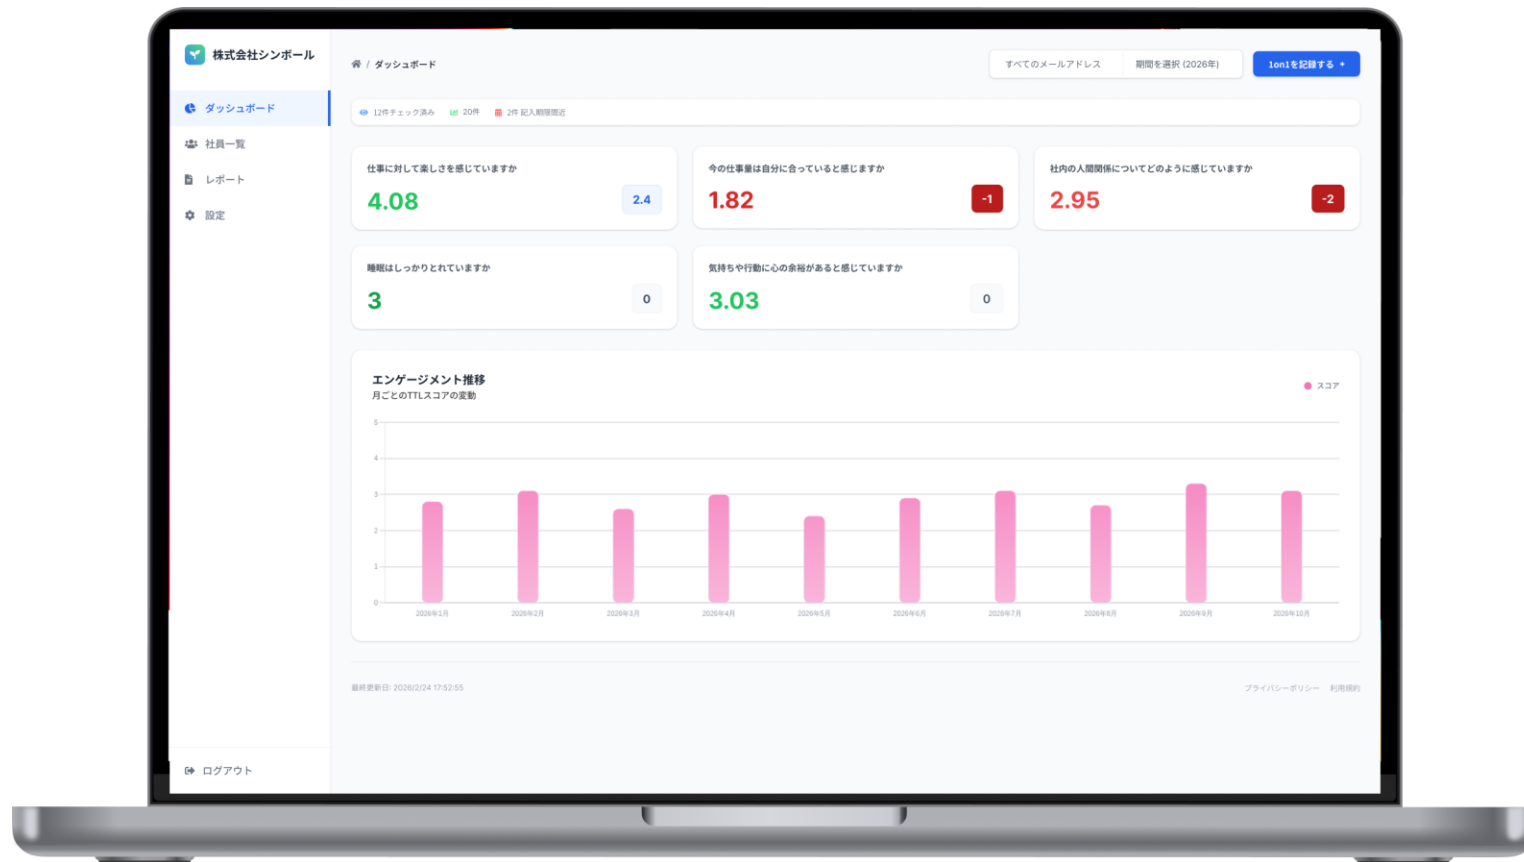 株式会社シンボール
ダッシュボード
社員一覧
レポート
設定
ログアウト
/ ダッシュボード
すべてのメールアドレス
期間を選択 (2026年)
1on1を記録する +
12件チェック済み
20件
2件 記入期限間近
仕事に対して楽しさを感じていますか
4.08
2.4
今の仕事量は自分に合っていると感じますか
1.82
-1
社内の人間関係についてどのように感じていますか
2.95
-2
睡眠はしっかりとれていますか
3
0
気持ちや行動に心の余裕があると感じていますか
3.03
0
エンゲージメント推移
月ごとのTTLスコアの変動
スコア
5
4
3
2
1
0
2026年1月
2026年2月
2026年3月
2026年4月
2026年5月
2026年6月
2026年7月
2026年8月
2026年9月
2026年10月
最終更新日: 2026/2/24 17:52:55
プライバシーポリシー
利用規約